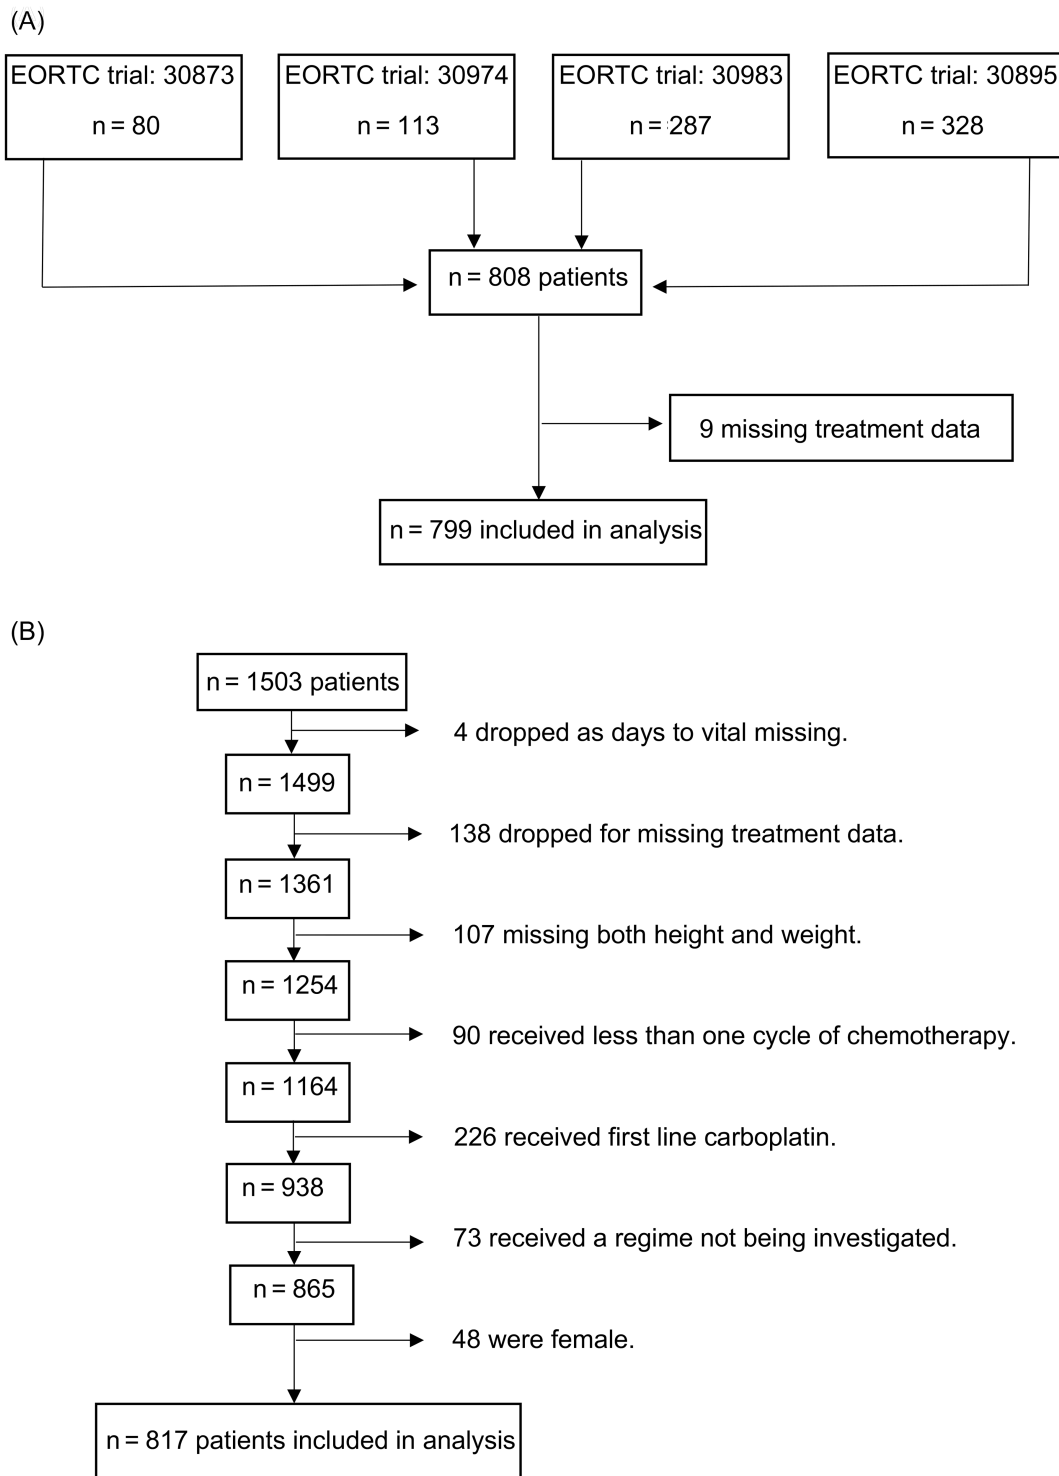 (A)
EORTC trial: 30873
n = 80
EORTC trial: 30974
n = 113
EORTC trial: 30983
n = 287
EORTC trial: 30895
n = 328
n = 808 patients
9 missing treatment data
n = 799 included in analysis
(B)
n = 1503 patients
4 dropped as days to vital missing.
n = 1499
138 dropped for missing treatment data.
n = 1361
107 missing both height and weight.
n = 1254
90 received less than one cycle of chemotherapy.
n = 1164
226 received first line carboplatin.
n = 938
73 received a regime not being investigated.
n = 865
48 were female.
n = 817 patients included in analysis